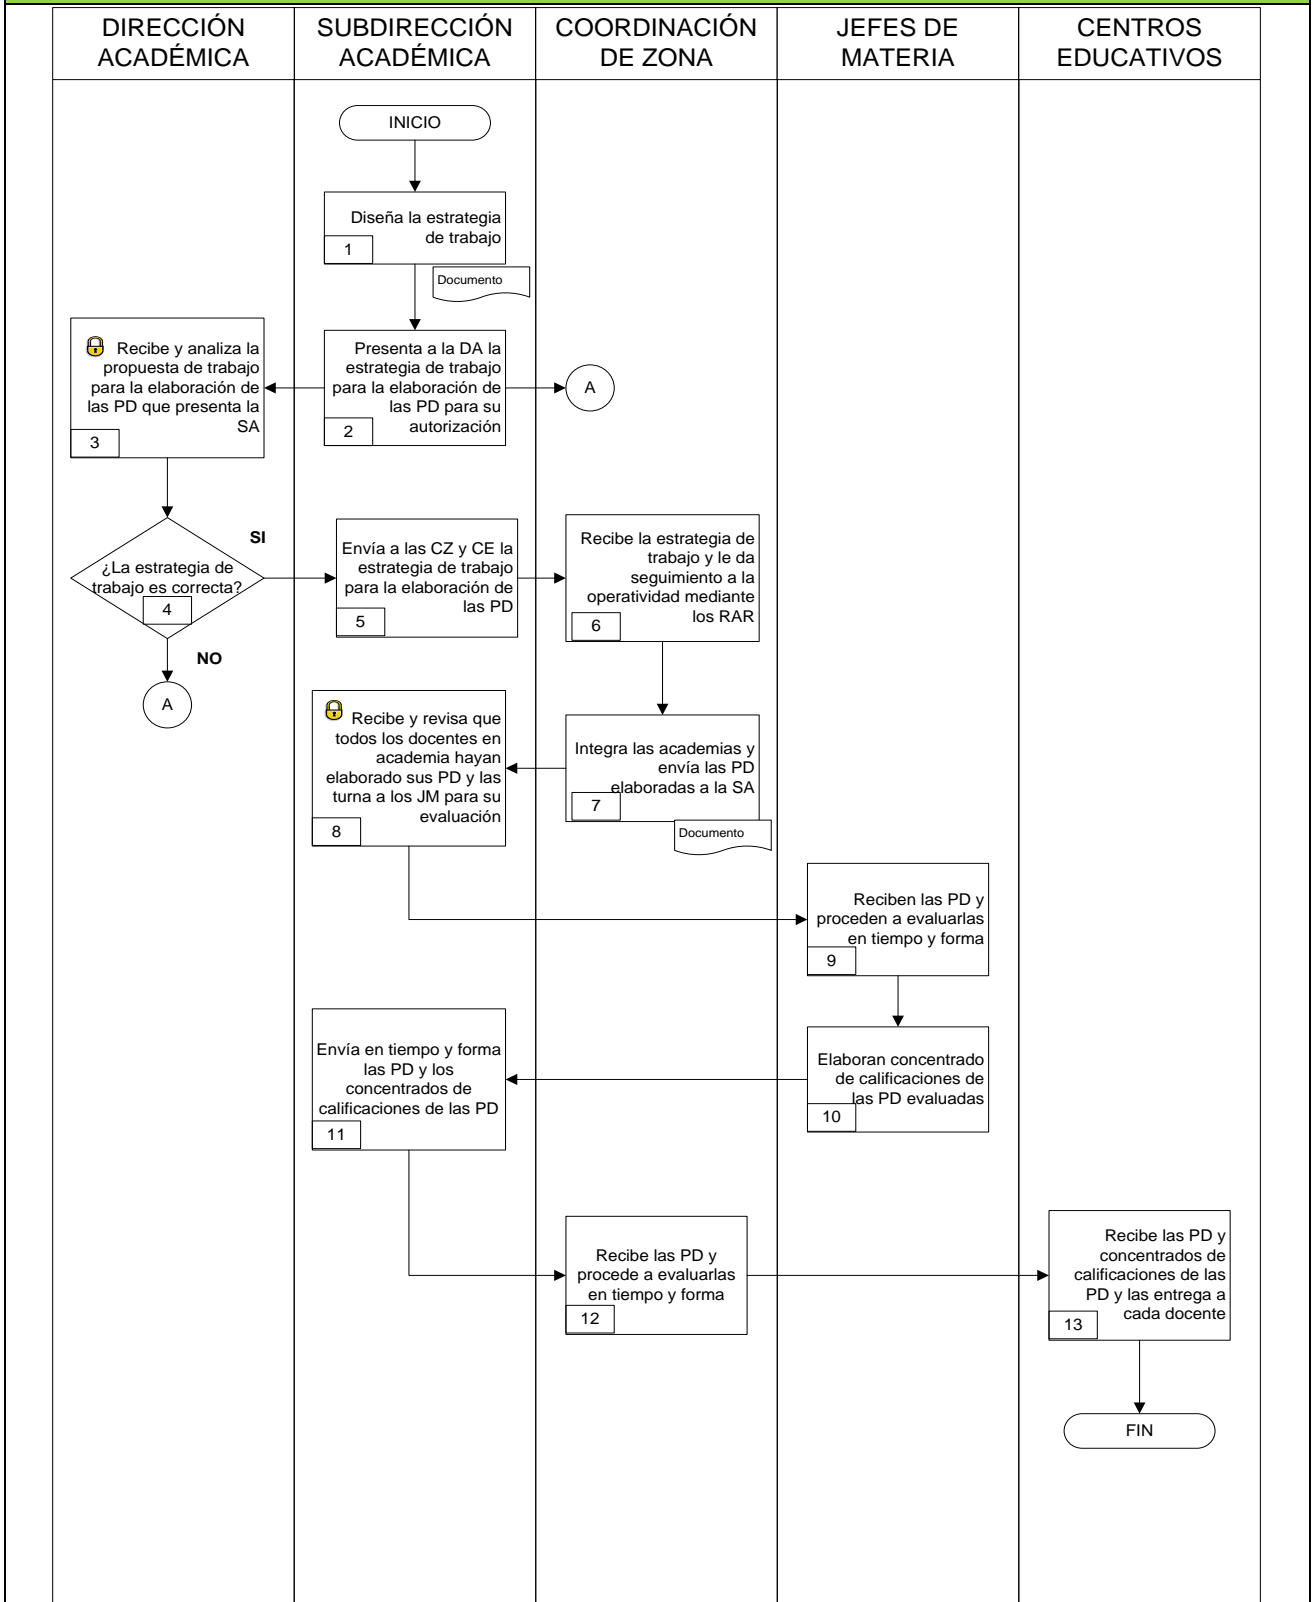 DIRECCIÓN
ACADÉMICA
SUBDIRECCIÓN
ACADÉMICA
COORDINACIÓN
DE ZONA
JEFES DE
MATERIA
CENTROS
EDUCATIVOS
INICIO
Diseña la estrategia
de trabajo
1
Documento
Recibe y analiza la
propuesta de trabajo
para la elaboración de
las PD que presenta la
SA
3
Presenta a la DA la
estrategia de trabajo
para la elaboración de
las PD para su
autorización
2
A
¿La estrategia de
trabajo es correcta?
4
SI
NO
A
Envía a las CZ y CE la
estrategia de trabajo
para la elaboración de
las PD
5
Recibe la estrategia de
trabajo y le da
seguimiento a la
operatividad mediante
los RAR
6
Recibe y revisa que
todos los docentes en
academia hayan
elaborado sus PD y las
turna a los JM para su
evaluación
8
Integra las academias y
envía las PD
elaboradas a la SA
7
Documento
Reciben las PD y
proceden a evaluarlas
en tiempo y forma
9
Envía en tiempo y forma
las PD y los
concentrados de
calificaciones de las PD
11
Elaboran concentrado
de calificaciones de
las PD evaluadas
10
Recibe las PD y
procede a evaluarlas
en tiempo y forma
12
Recibe las PD y
concentrados de
calificaciones de las
PD y las entrega a
cada docente
13
FIN